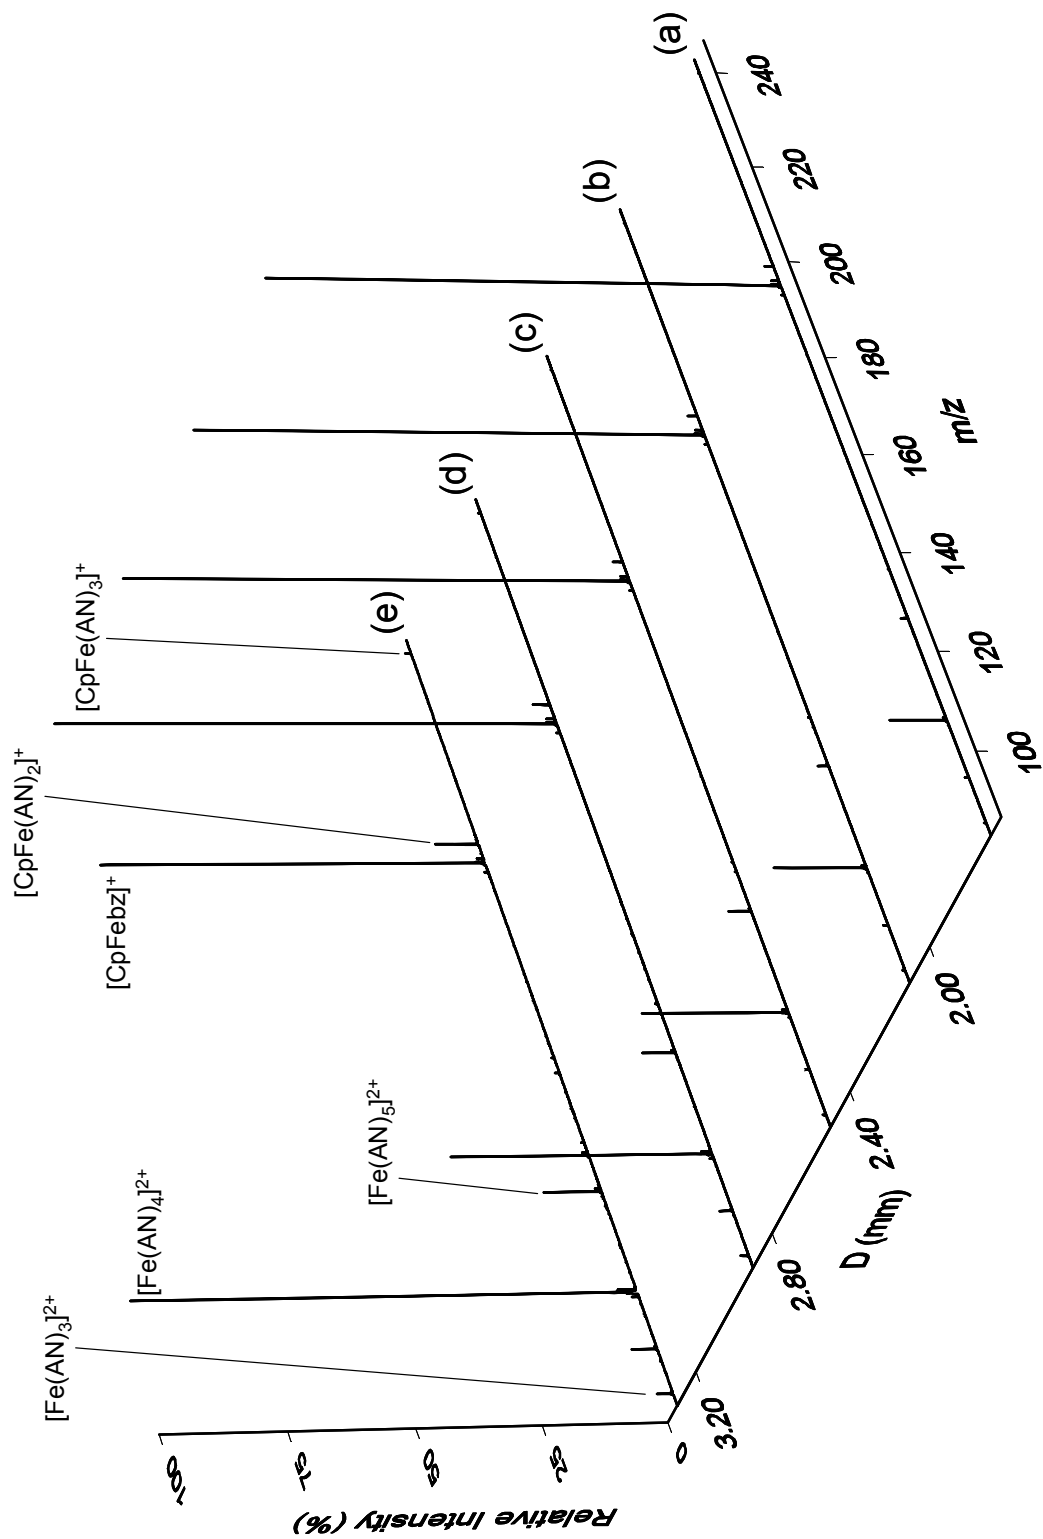 (a)
(b)
(c)
(d)
(e)
[CpFe(AN)₃]⁺
[CpFe(AN)₂]⁺
[CpFebz]⁺
[Fe(AN)₅]²⁺
[Fe(AN)₄]²⁺
[Fe(AN)₃]²⁺
240
220
200
180
160
140
120
100
m/z
2.00
2.40
2.80
3.20
D (mm)
0
25
50
75
100
Relative Intensity (%)